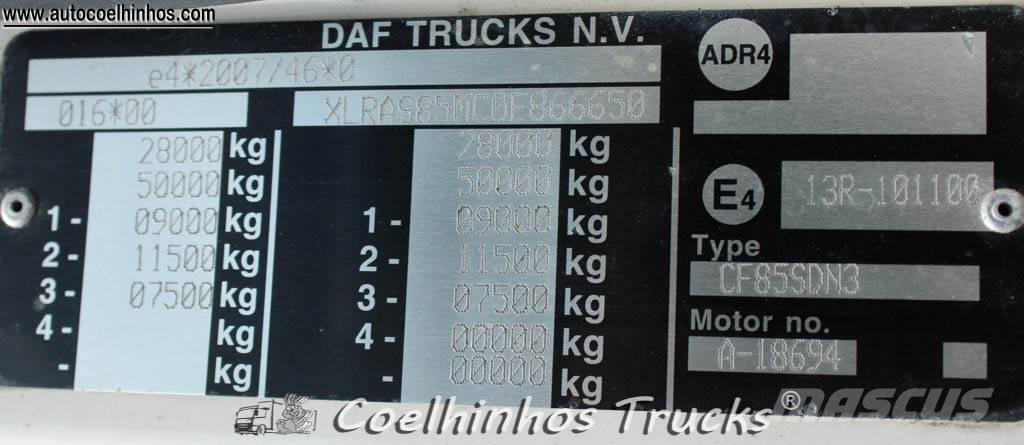 www.autocoelhinhos.com
DAF TRUCKS N.V.
e4*2007/46*0
016*00 XLRAS85MC0E866650
28000 kg 28000 kg
50000 kg 50000 kg
1- 09000 kg 1- 09000 kg
2- 11500 kg 2- 11500 kg
3- 07500 kg 3- 07500 kg
4- kg 4- 00000 kg
- kg - 00000 kg
ADR4
E4 13R-101100
Type
CF85SDN3
Motor no.
A-18694
Coelhinhos Trucks®
MASCUS